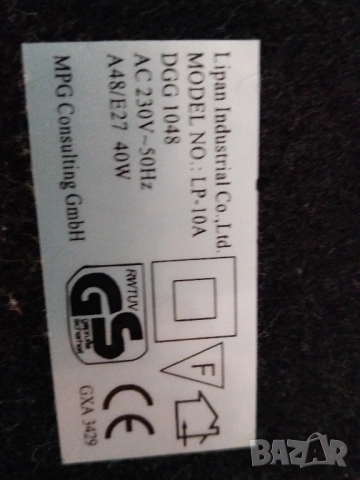 Lipan Industrial Co.,Ltd.
MODEL NO.: LP-10A
DGG 1048
AC 230V~50Hz
A48/E27 40W
MPG Consulting GmbH
F
RWTUV
GS
CE
GXA 3429
BAZAR